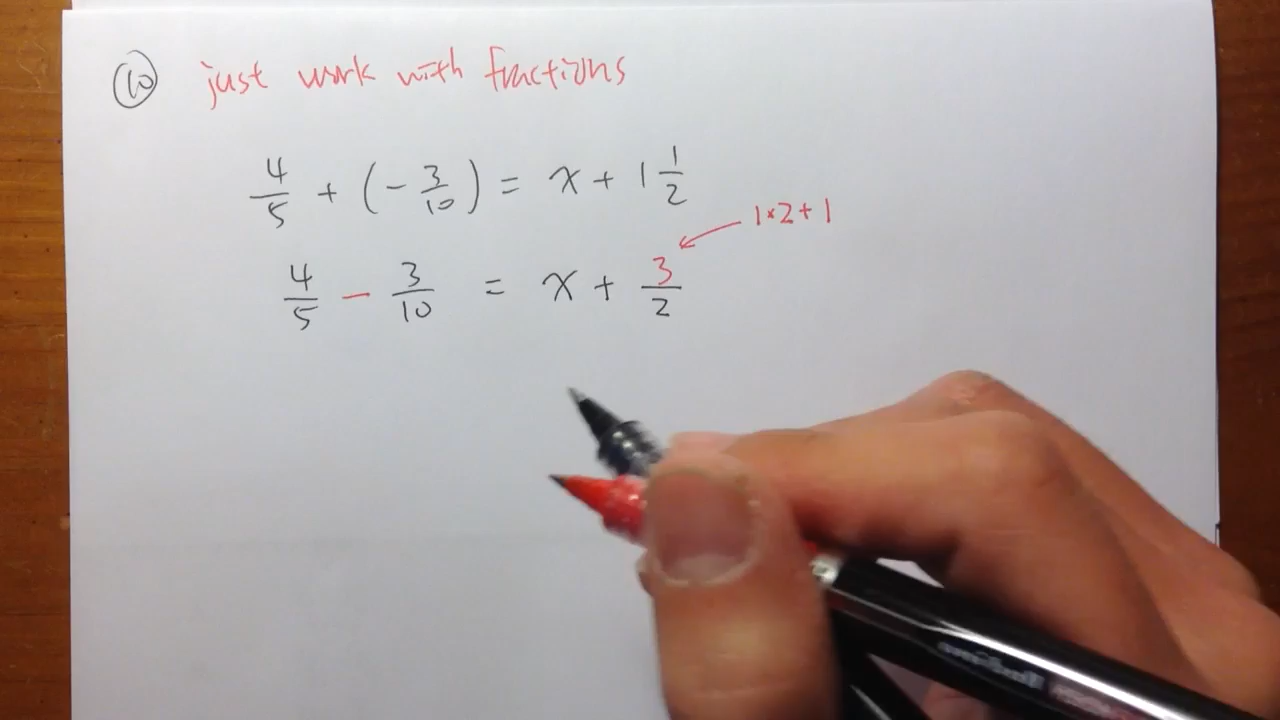 10 just work with fractions
4/5 + (- 3/10) = x + 1 1/2
1×2+1
4/5 - 3/10 = x + 3/2